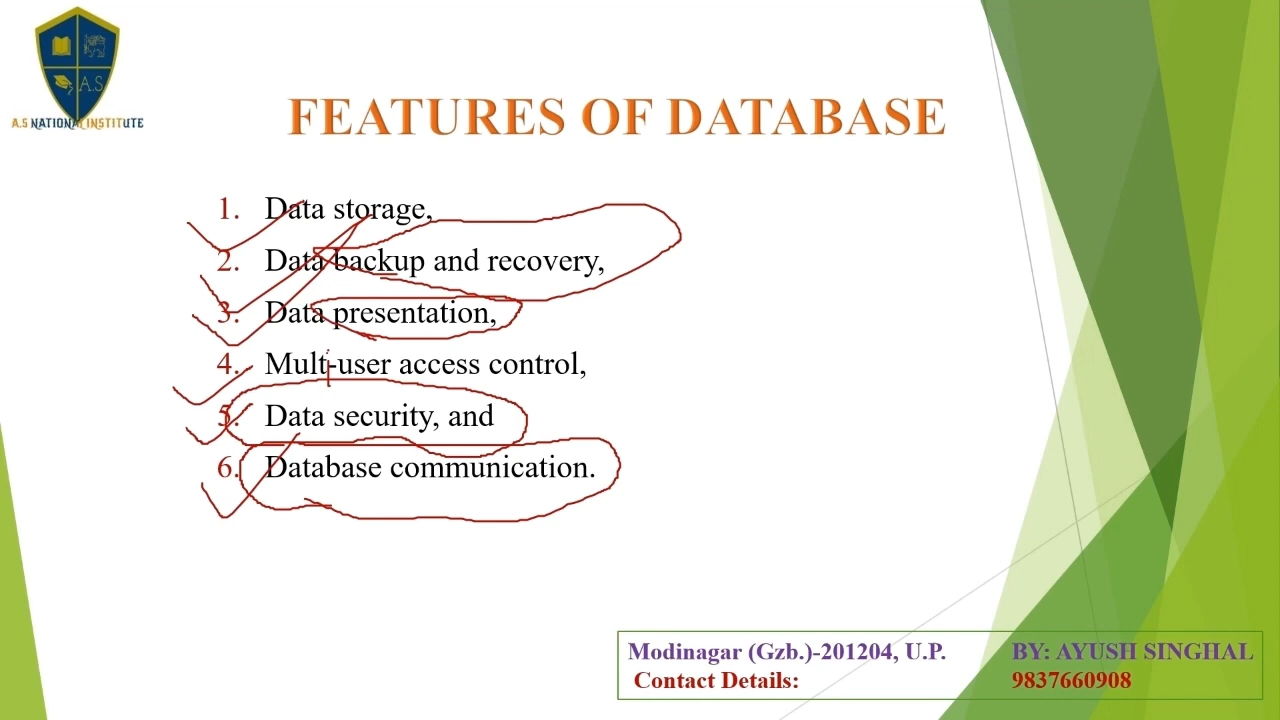 A.S
A.S NATIONAL INSTITUTE
FEATURES OF DATABASE
1. Data storage,
2. Data backup and recovery,
3. Data presentation,
4. Multi-user access control,
5. Data security, and
6. Database communication.
Modinagar (Gzb.)-201204, U.P. BY: AYUSH SINGHAL
Contact Details: 9837660908